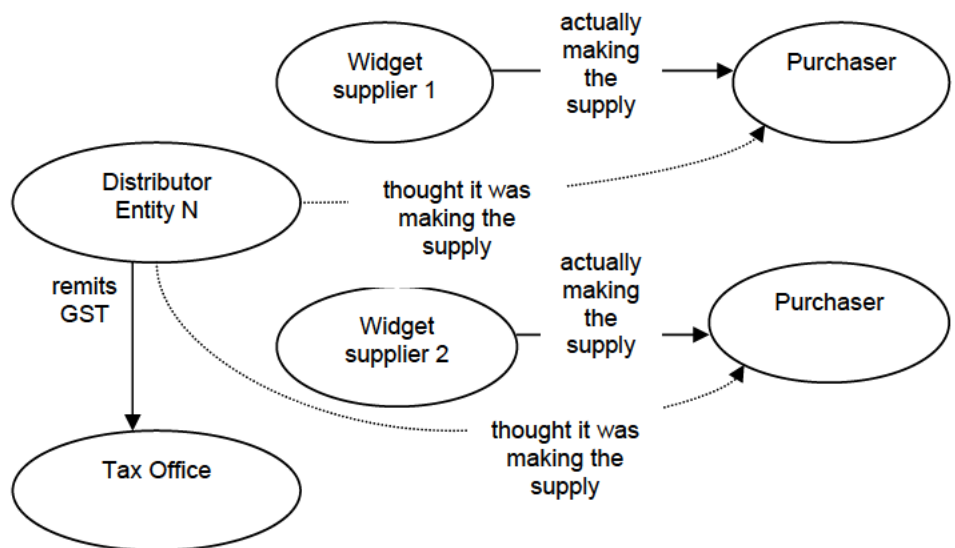 Widget
supplier 1
actually
making
the
supply
Purchaser
Distributor
Entity N
thought it was
making the
supply
remits
GST
Widget
supplier 2
actually
making
the
supply
Purchaser
thought it was
making the
supply
Tax Office